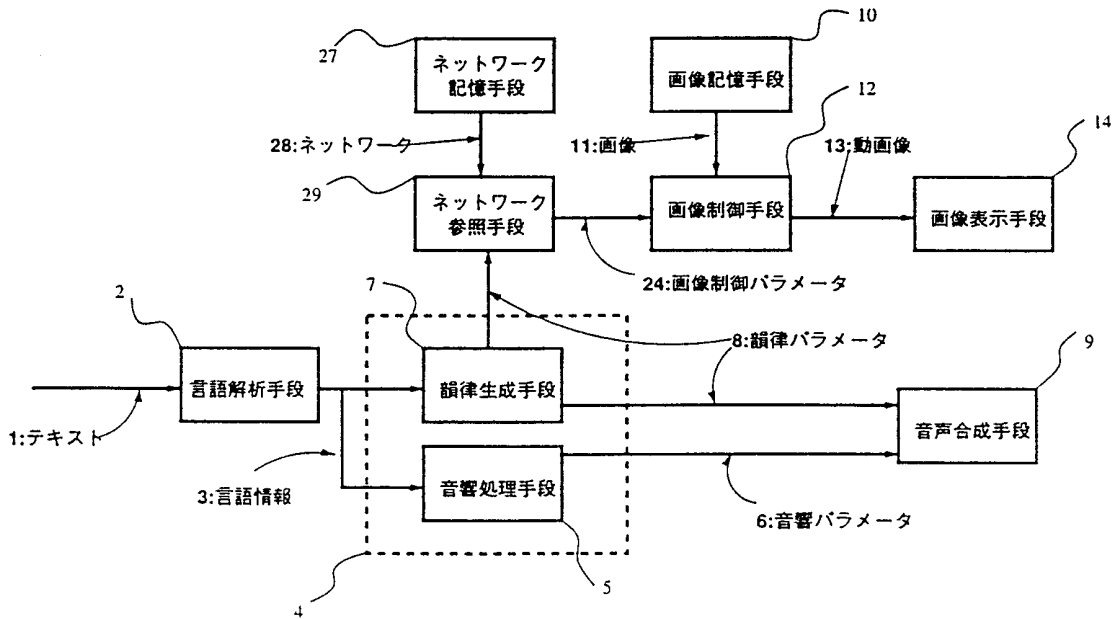 10
27
ネットワーク
記憶手段
画像記憶手段
12
28:ネットワータ
11:画像
13:動画像
14
29
ネットワーク
参照手段
画像制御手段
画像表示手段
24:画像制御パラメータ
2
7
8:韻律パラメータ
9
言語解析手段
韻律生成手段
音声合成手段
1:テキスト
音響処理手段
3:言語情報
6:音響パラメータ
4
5